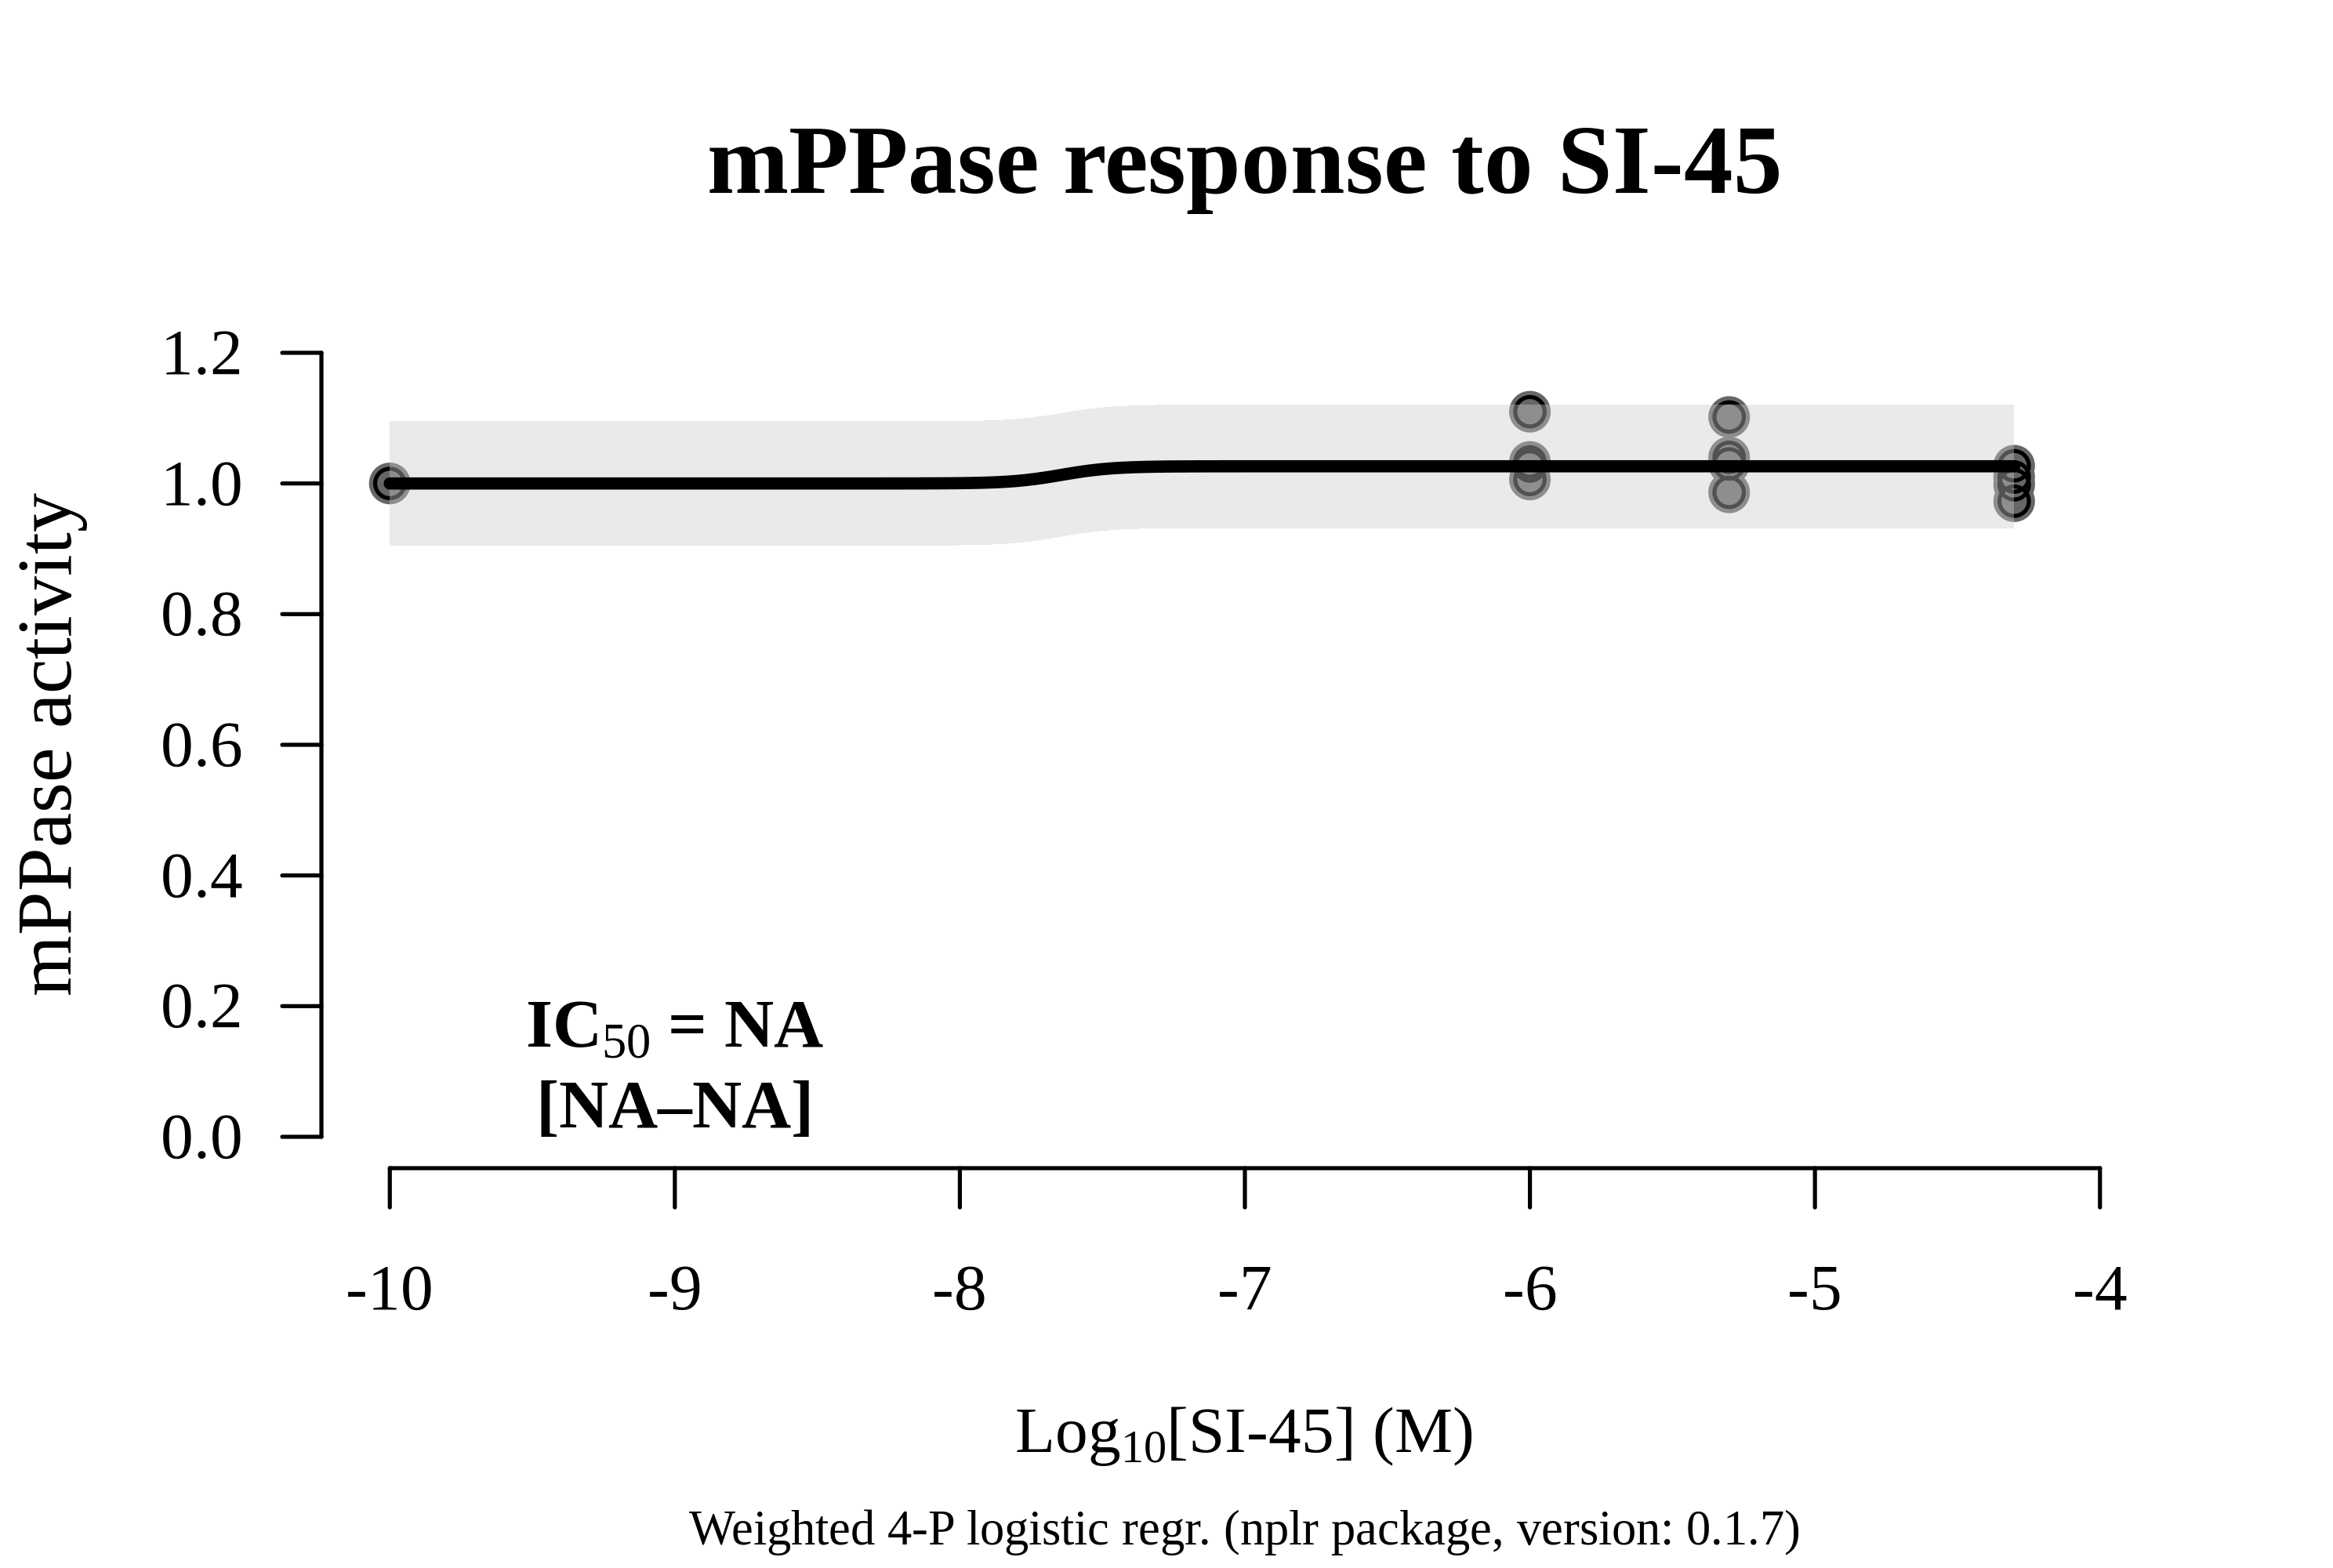 mPPase response to SI-45
mPPase activity
1.2
1.0
0.8
0.6
0.4
0.2
0.0
IC50 = NA
[NA–NA]
-10 -9 -8 -7 -6 -5 -4
Log10[SI-45] (M)
Weighted 4-P logistic regr. (nplr package, version: 0.1.7)